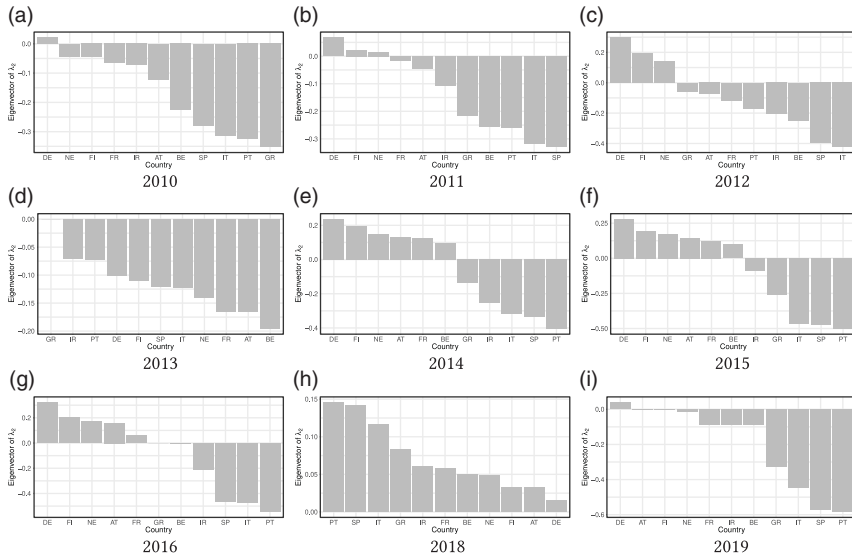 (a)
Eigenvector of λ2
0.0
−0.1
−0.2
−0.3
DE NE FI FR IR AT BE SP IT PT GR
Country
2010
(b)
Eigenvector of λ2
0.0
−0.1
−0.2
−0.3
DE FI NE FR AT IR GR BE PT IT SP
Country
2011
(c)
Eigenvector of λ2
0.2
0.0
−0.2
−0.4
DE FI NE GR AT FR PT IR BE SP IT
Country
2012
(d)
Eigenvector of λ2
0.00
−0.05
−0.10
−0.15
−0.20
GR IR PT DE FI SP IT NE FR AT BE
Country
2013
(e)
Eigenvector of λ2
0.2
0.0
−0.2
−0.4
DE FI NE AT FR BE GR IR IT SP PT
Country
2014
(f)
Eigenvector of λ2
0.25
0.00
−0.25
−0.50
DE FI NE AT FR BE IR GR IT SP PT
Country
2015
(g)
Eigenvector of λ2
0.2
0.0
−0.2
−0.4
DE FI NE AT FR GR BE IR SP IT PT
Country
2016
(h)
Eigenvector of λ2
0.15
0.10
0.05
0.00
PT SP IT GR IR FR BE NE FI AT DE
Country
2018
(i)
Eigenvector of λ2
0.0
−0.2
−0.4
−0.6
DE AT FI NE FR IR BE GR IT SP PT
Country
2019